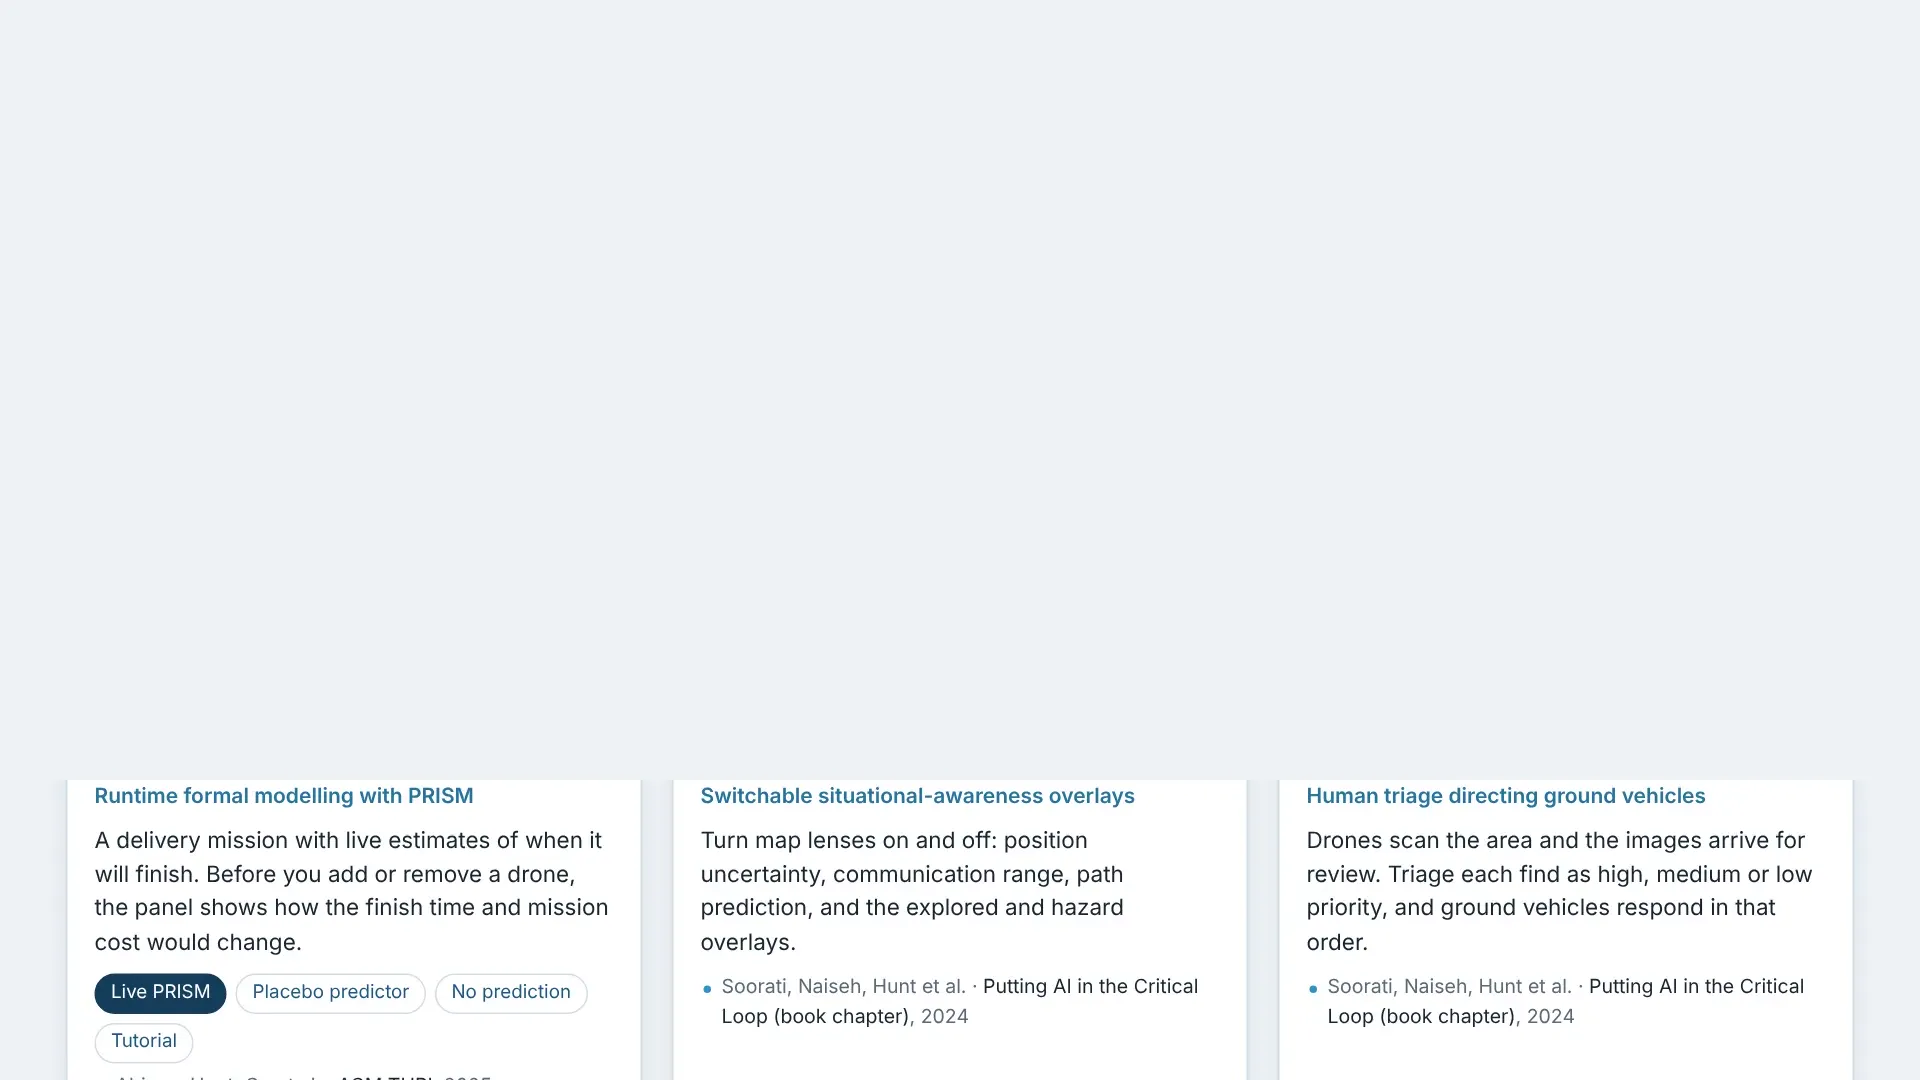 Runtime formal modelling with PRISM
A delivery mission with live estimates of when it
will finish. Before you add or remove a drone,
the panel shows how the finish time and mission
cost would change.
Live PRISM
Placebo predictor
No prediction
Tutorial
Switchable situational-awareness overlays
Turn map lenses on and off: position
uncertainty, communication range, path
prediction, and the explored and hazard
overlays.
Soorati, Naiseh, Hunt et al. · Putting AI in the Critical
Loop (book chapter), 2024
Human triage directing ground vehicles
Drones scan the area and the images arrive for
review. Triage each find as high, medium or low
priority, and ground vehicles respond in that
order.
Soorati, Naiseh, Hunt et al. · Putting AI in the Critical
Loop (book chapter), 2024